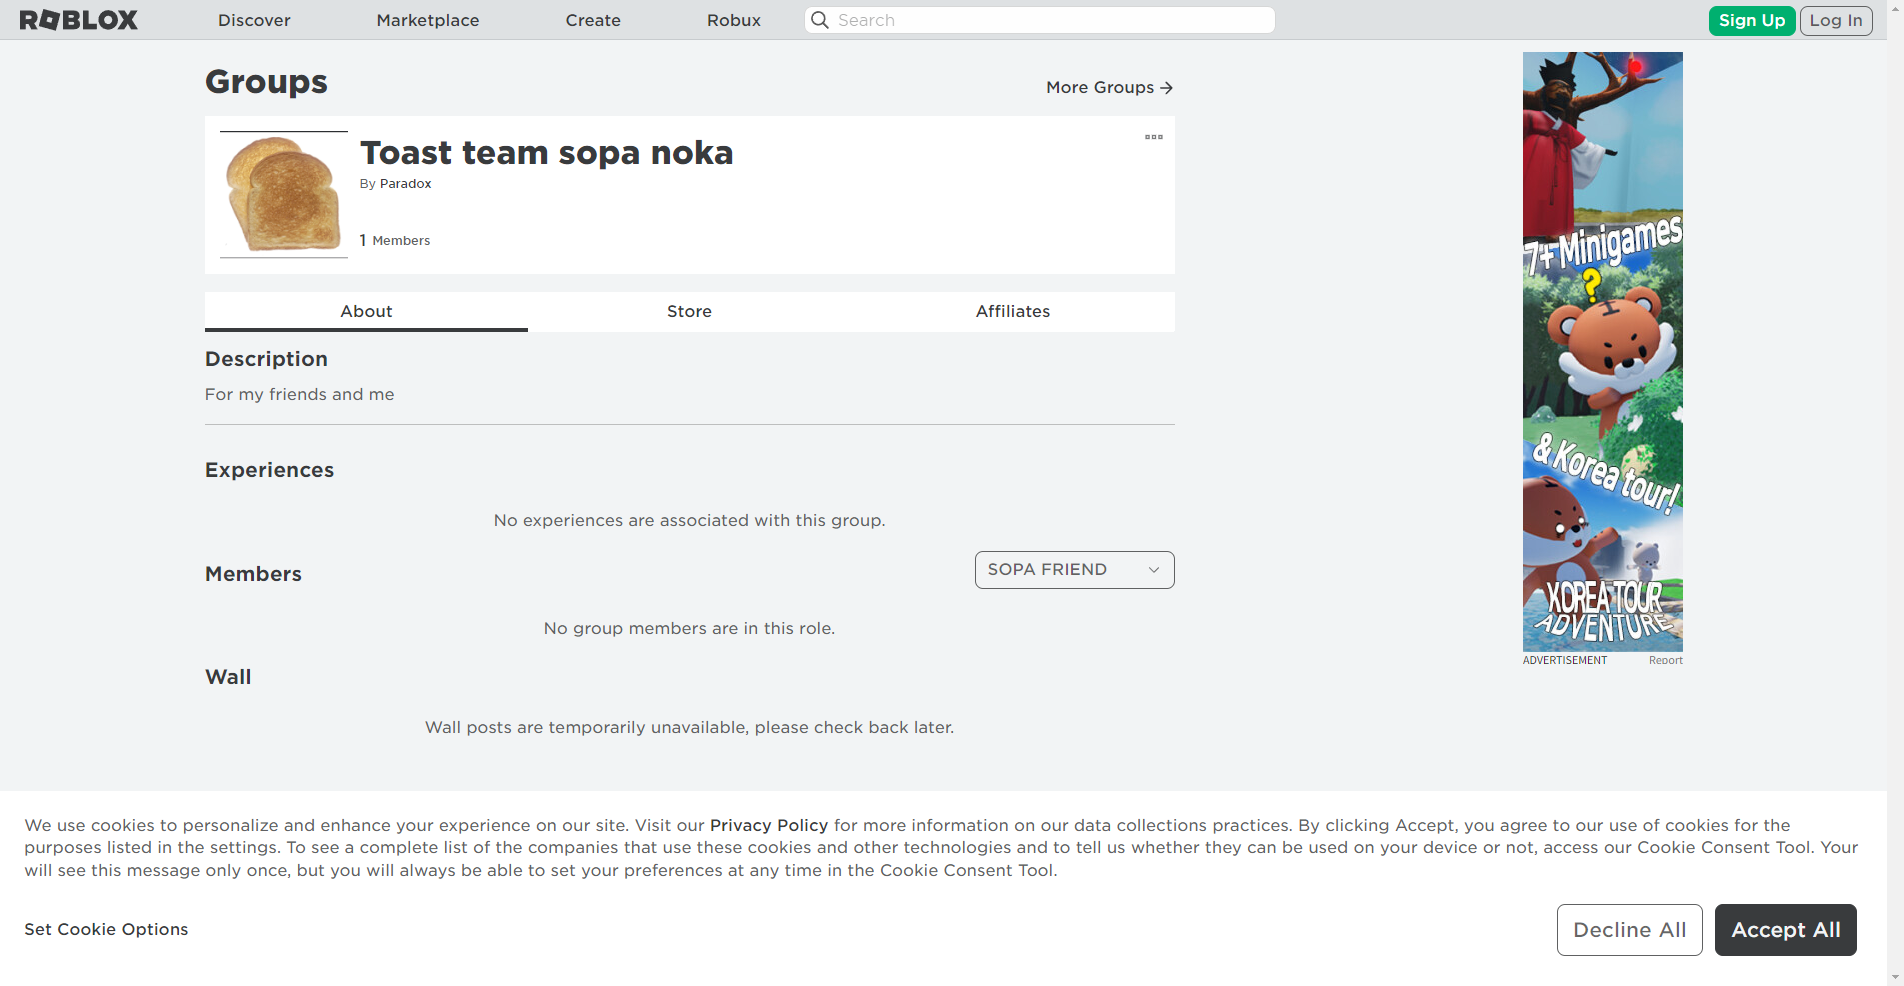 ROBLOX
Discover
Marketplace
Create
Robux
Search
Sign Up
Log In
Groups
More Groups
Toast team sopa noka
By Paradox
1 Members
About
Store
Affiliates
Description
For my friends and me
Experiences
No experiences are associated with this group.
Members
SOPA FRIEND
No group members are in this role.
Wall
Wall posts are temporarily unavailable, please check back later.
7+ Minigames
?
& Korea tour!
KOREA TOUR
ADVENTURE
ADVERTISEMENT
Report
We use cookies to personalize and enhance your experience on our site. Visit our Privacy Policy for more information on our data collections practices. By clicking Accept, you agree to our use of cookies for the
purposes listed in the settings. To see a complete list of the companies that use these cookies and other technologies and to tell us whether they can be used on your device or not, access our Cookie Consent Tool. Your
will see this message only once, but you will always be able to set your preferences at any time in the Cookie Consent Tool.
Set Cookie Options
Decline All
Accept All